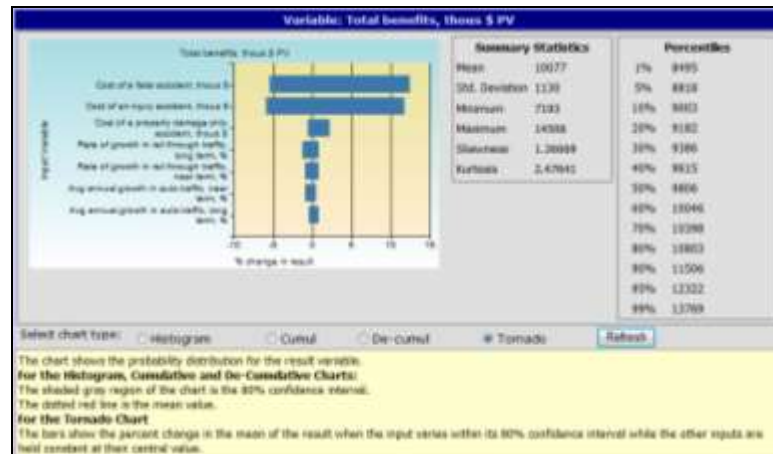 Variable: Total benefits, thous $ PV
Total benefits, thous $ PV
Input Variable
Cost of a fatal accident, thous $
Cost of an injury accident, thous $
Cost of a property damage only accident, thous $
Rate of growth in rail through traffic, long term, %
Rate of growth in rail through traffic, near term, %
Avg annual growth in auto traffic, near term, %
Avg annual growth in auto traffic, long term, %
-10 -5 0 5 10 15
% change in result
Summary Statistics
Mean 10077
Std. Deviation 1130
Minimum 7193
Maximum 14588
Skewness
Kurtosis 2.47641
Percentiles
1% 8495
5% 8818
10% 9003
20% 9182
30% 9386
40% 9615
50% 9806
60% 10046
70% 10398
80% 10803
90% 11506
95% 12322
99% 13769
Select chart type: Histogram Cumul De-cumul Tornado Refresh
The chart shows the probability distribution for the result variable.
For the Histogram, Cumulative and De-Cumulative Charts:
The shaded gray region of the chart is the 80% confidence interval.
The dotted red line is the mean value.
For the Tornado Chart
The bars show the percent change in the mean of the result when the input varies within its 80% confidence interval while the other inputs are
held constant at their central value.